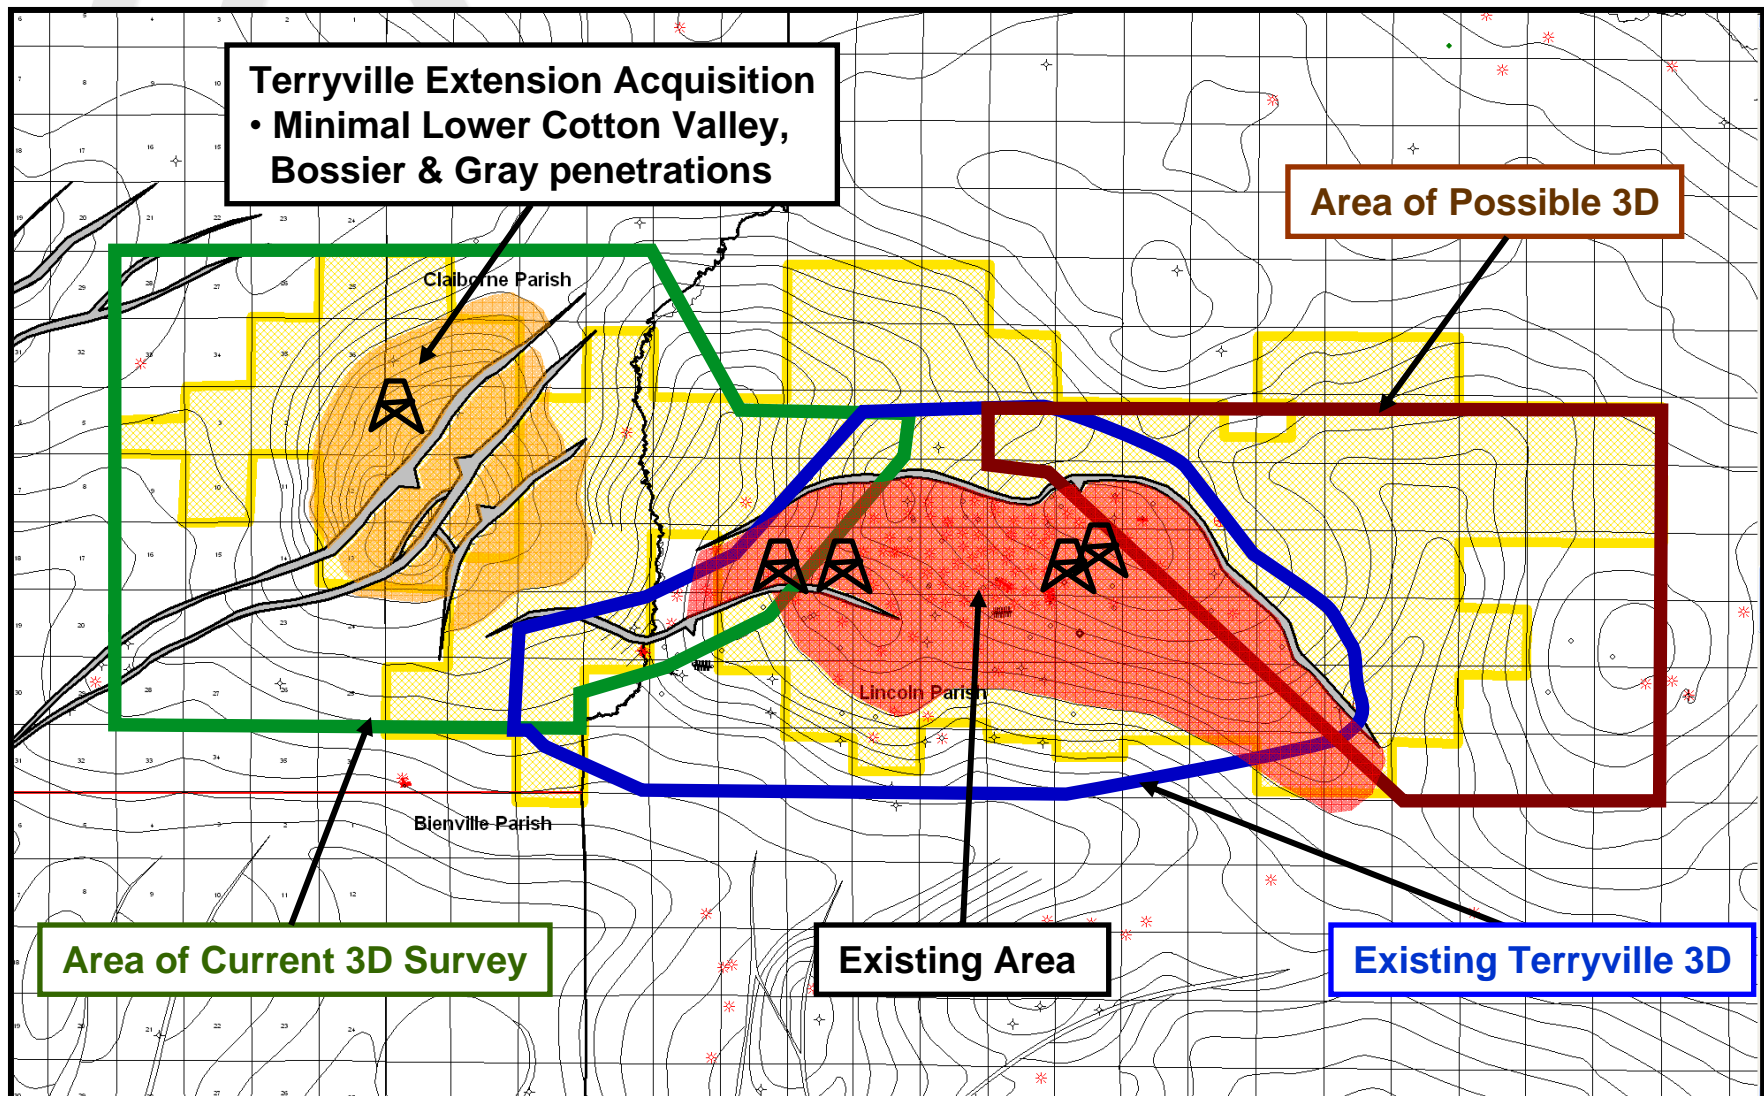 Terryville Extension Acquisition
• Minimal Lower Cotton Valley,
Bossier & Gray penetrations
Area of Possible 3D
Claiborne Parish
Lincoln Parish
Bienville Parish
Area of Current 3D Survey
Existing Area
Existing Terryville 3D